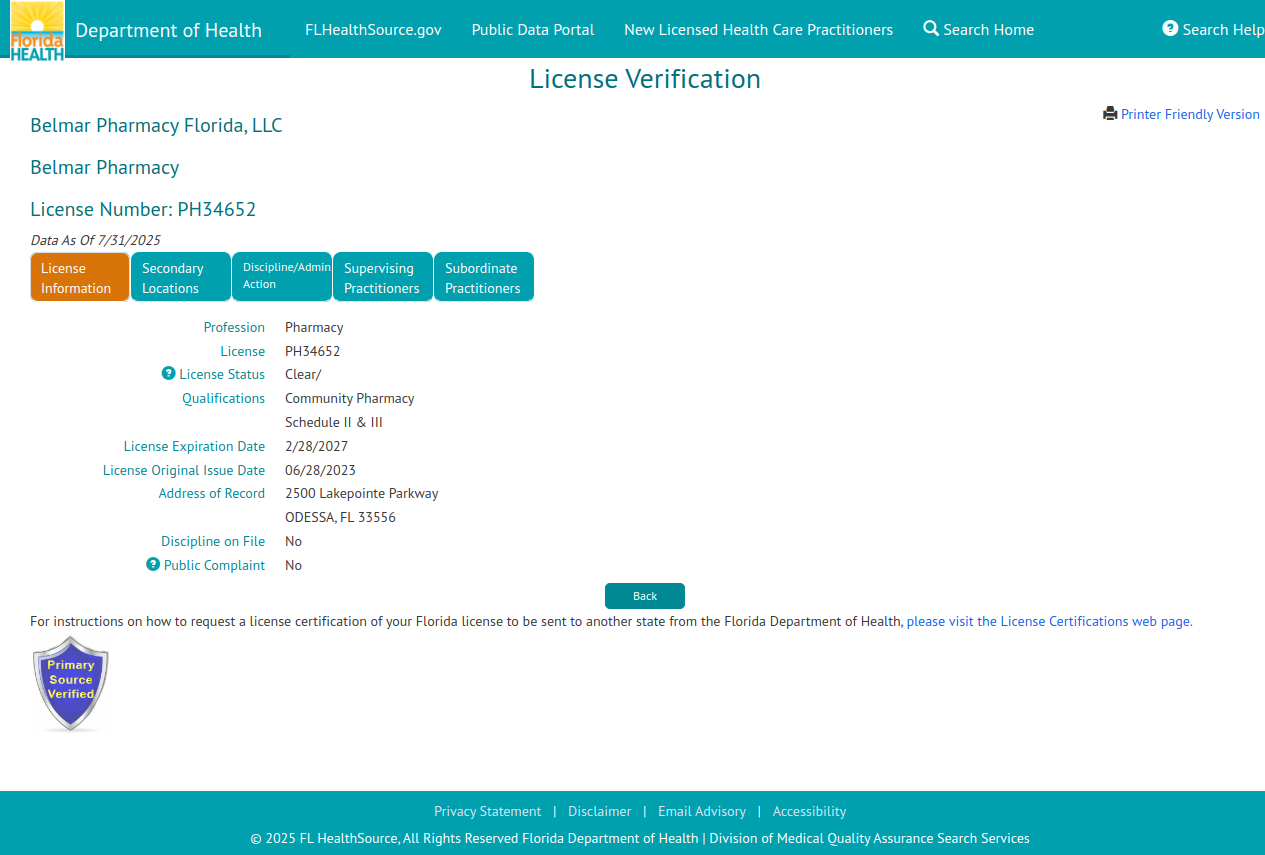 Florida HEALTH
Department of Health
FLHealthSource.gov
Public Data Portal
New Licensed Health Care Practitioners
Search Home
Search Help
License Verification
Printer Friendly Version
Belmar Pharmacy Florida, LLC
Belmar Pharmacy
License Number: PH34652
Data As Of 7/31/2025
License Information
Secondary Locations
Discipline/Admin Action
Supervising Practitioners
Subordinate Practitioners
Profession Pharmacy
License PH34652
? License Status Clear/
Qualifications Community Pharmacy
Schedule II & III
License Expiration Date 2/28/2027
License Original Issue Date 06/28/2023
Address of Record 2500 Lakepointe Parkway
ODESSA, FL 33556
Discipline on File No
? Public Complaint No
Back
For instructions on how to request a license certification of your Florida license to be sent to another state from the Florida Department of Health, please visit the License Certifications web page.
Primary
Source
Verified
Privacy Statement | Disclaimer | Email Advisory | Accessibility
© 2025 FL HealthSource, All Rights Reserved Florida Department of Health | Division of Medical Quality Assurance Search Services